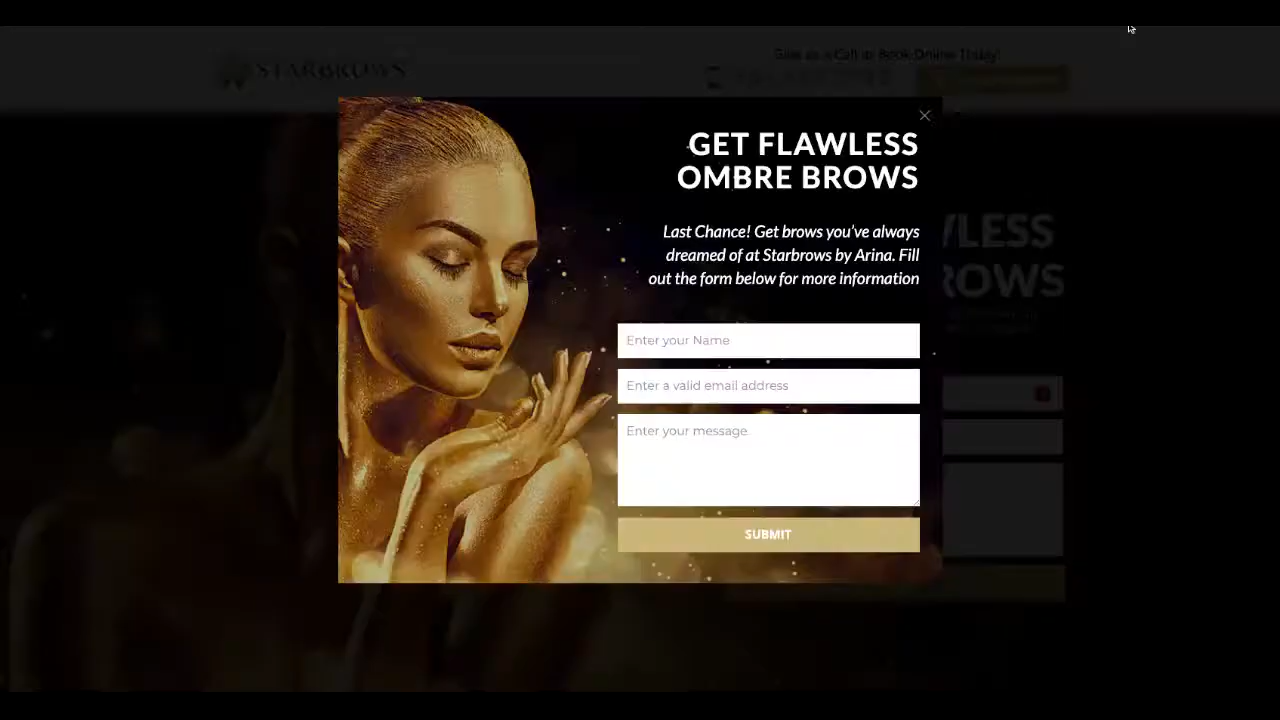 STARBROWS
Give us a Call or Book Online Today!
GET FLAWLESS
OMBRE BROWS
Last Chance! Get brows you've always
dreamed of at Starbrows by Arina. Fill
out the form below for more information
Enter your Name
Enter a valid email address
Enter your message
SUBMIT